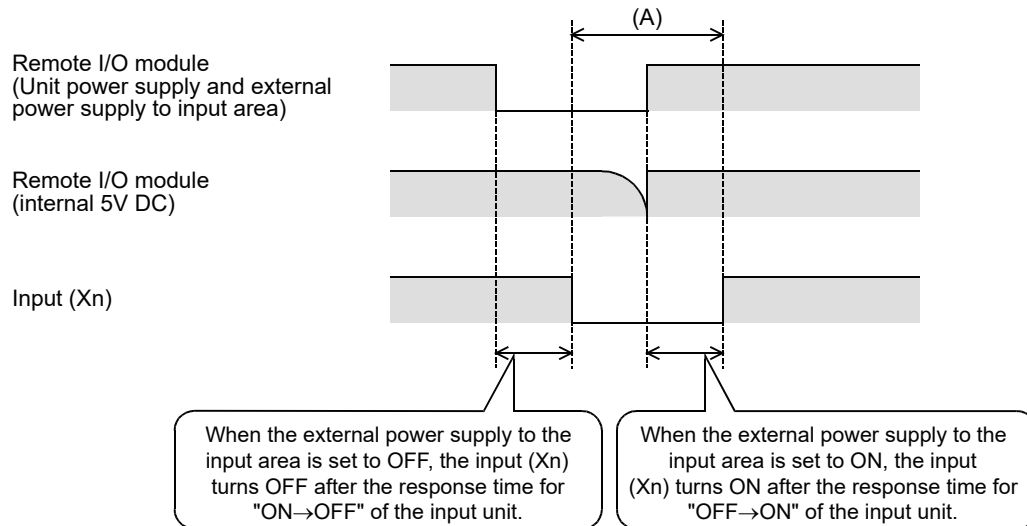 (A)
Remote I/O module
(Unit power supply and external
power supply to input area)
Remote I/O module
(internal 5V DC)
Input (Xn)
When the external power supply to the
input area is set to OFF, the input (Xn)
turns OFF after the response time for
"ON→OFF" of the input unit.
When the external power supply to the
input area is set to ON, the input
(Xn) turns ON after the response time for
"OFF→ON" of the input unit.